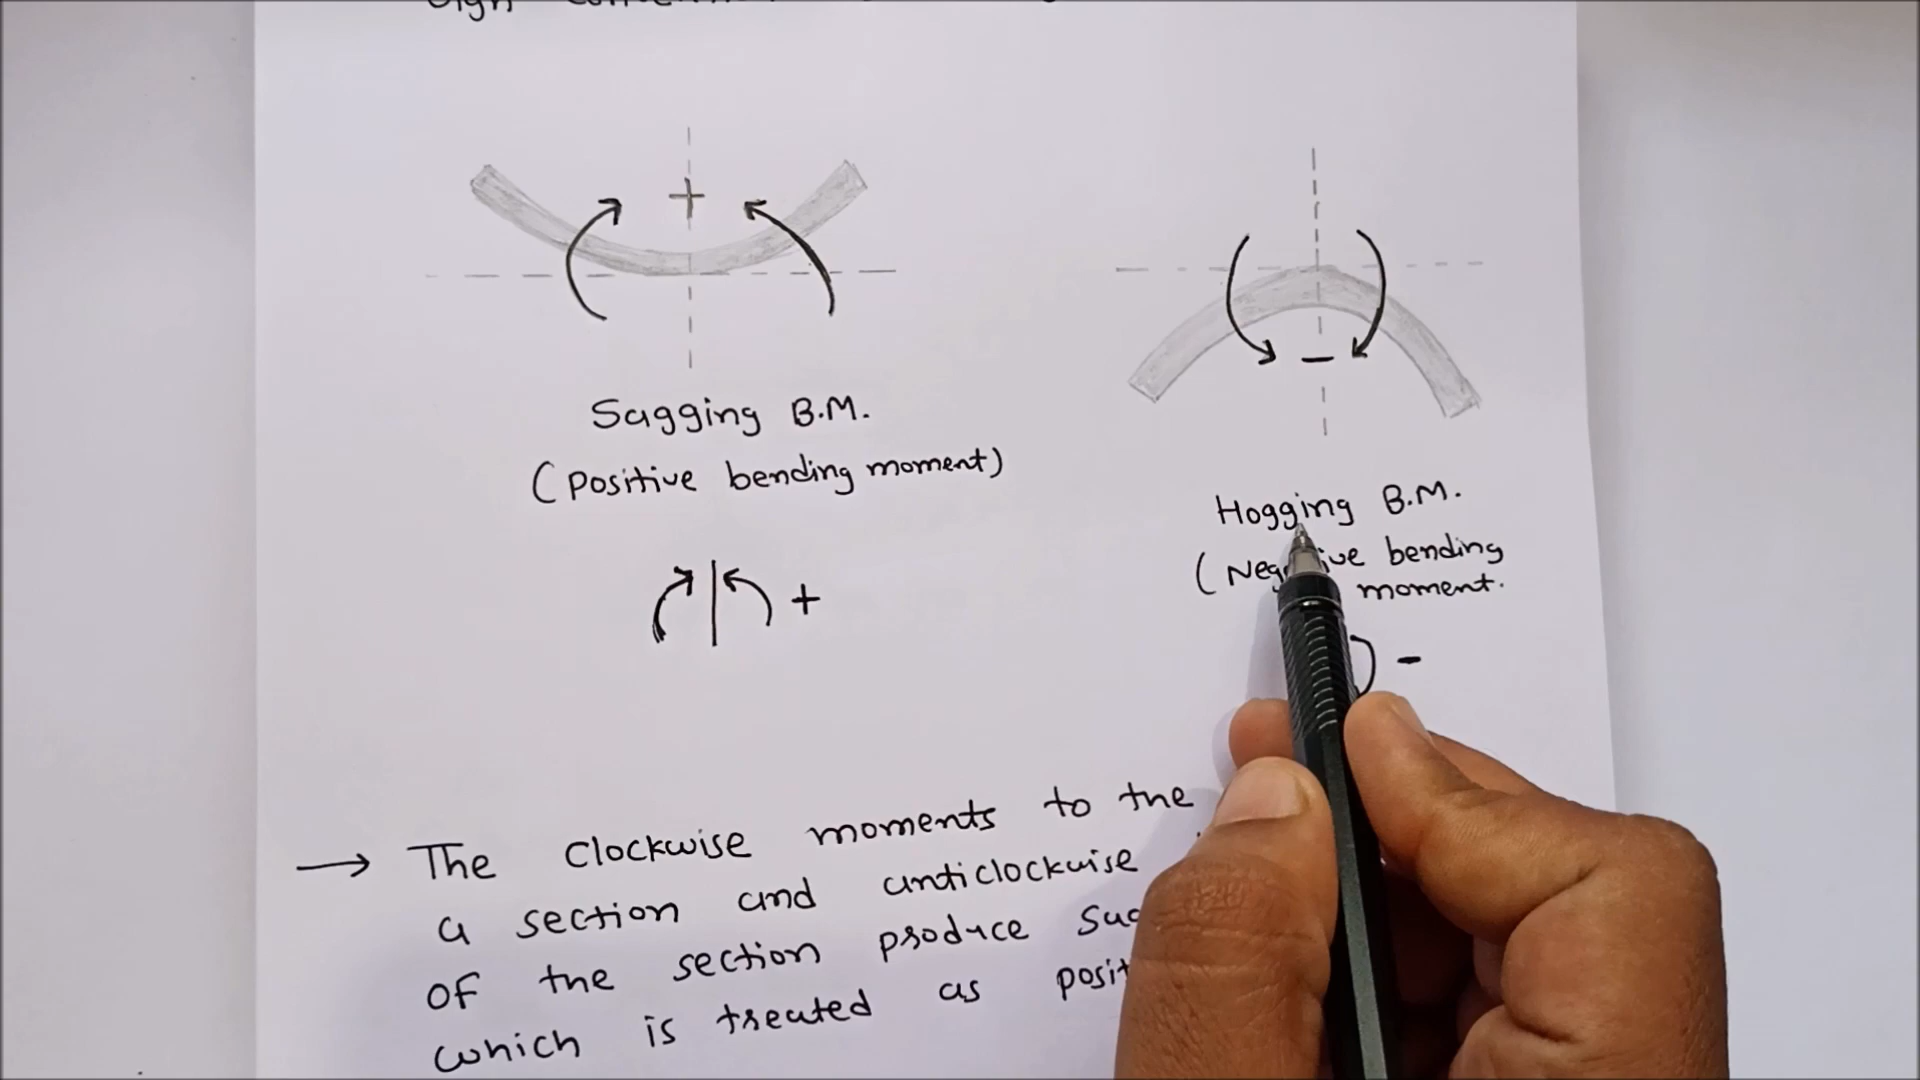 +
−
Sagging B.M.
(Positive bending moment)
+
Hogging B.M.
bending
moment.
−
→ The Clockwise moments to the
a section and anticlockwise
of the section produce
which is treated as